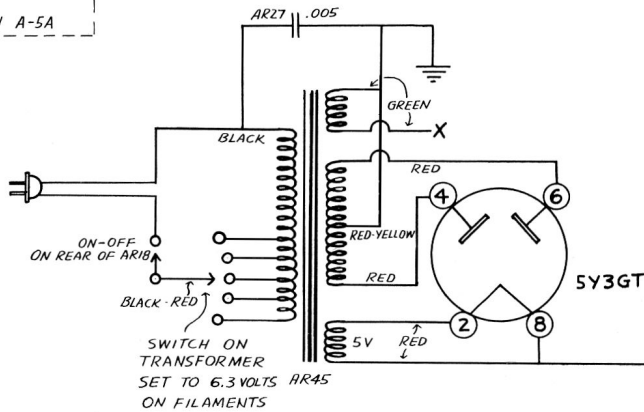 A-5A
AR27 .005
GREEN
X
BLACK
RED
4
6
ON-OFF
ON REAR OF AR18
RED-YELLOW
BLACK-RED
RED
5Y3GT
2
8
5V
RED
SWITCH ON
TRANSFORMER
SET TO 6.3 VOLTS
ON FILAMENTS
AR45